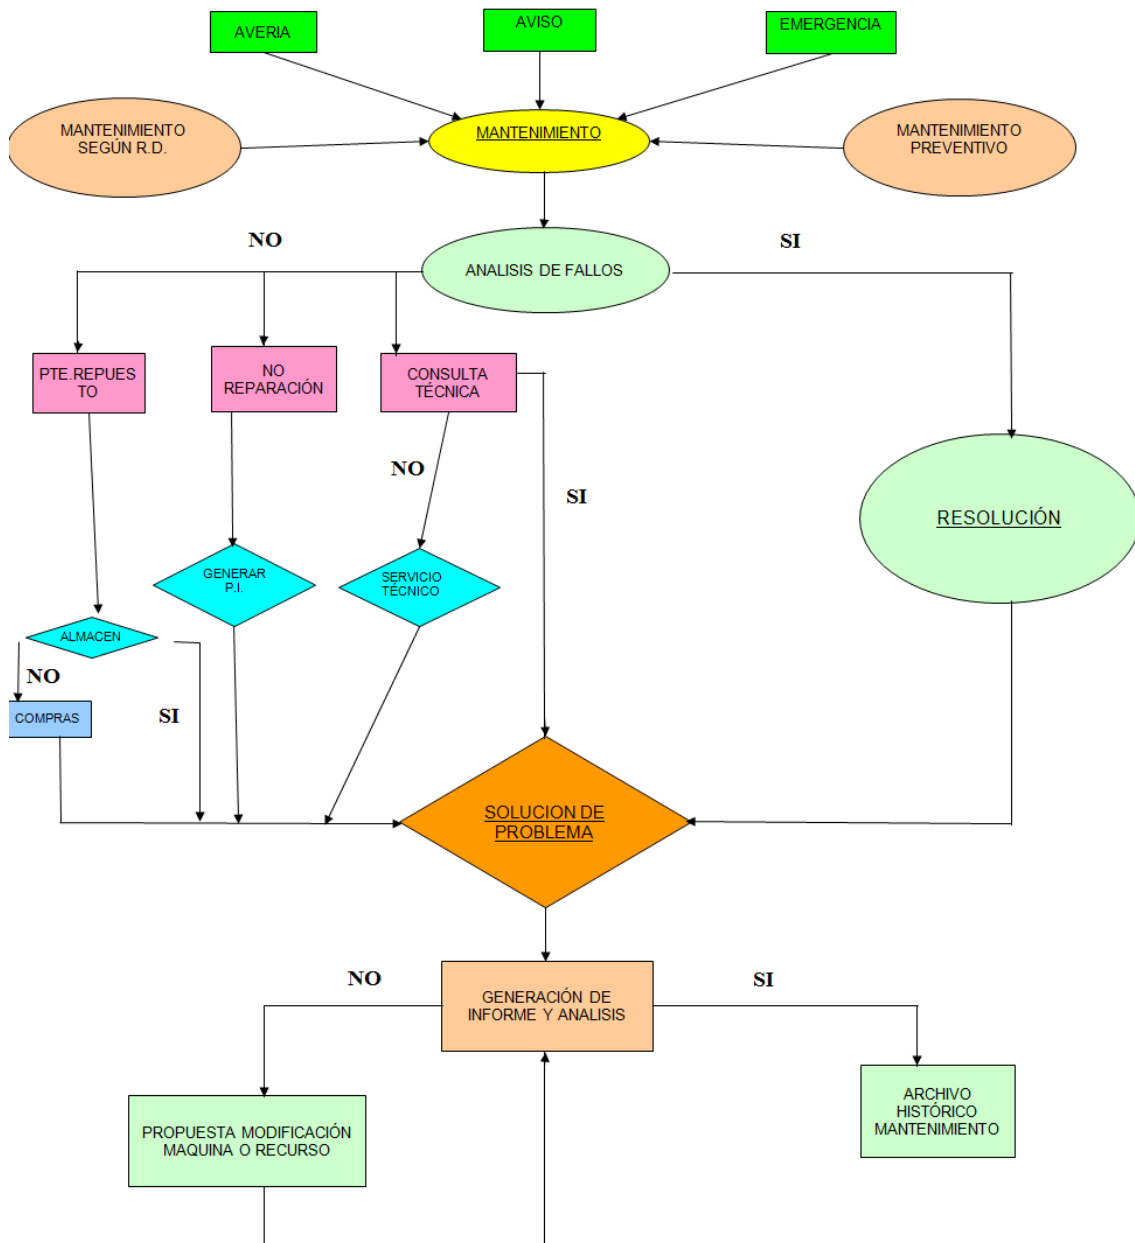 AVERIA
AVISO
EMERGENCIA
MANTENIMIENTO
SEGÚN R.D.
MANTENIMIENTO
MANTENIMIENTO
PREVENTIVO
NO
SI
ANALISIS DE FALLOS
PTE.REPUES
TO
NO
REPARACIÓN
CONSULTA
TÉCNICA
NO
SI
RESOLUCIÓN
GENERAR
P.I.
SERVICIO
TÉCNICO
ALMACEN
NO
SI
COMPRAS
SOLUCION DE
PROBLEMA
NO
SI
GENERACIÓN DE
INFORME Y ANALISIS
PROPUESTA MODIFICACIÓN
MAQUINA O RECURSO
ARCHIVO
HISTÓRICO
MANTENIMIENTO